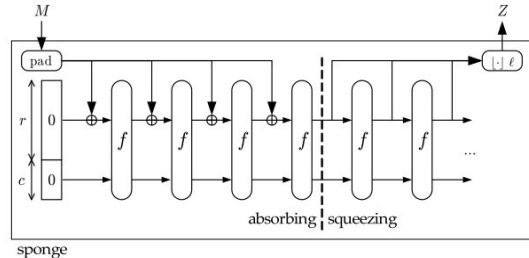 M
Z
pad
⌊·⌋ ℓ
r
0
f
f
f
f
f
f
...
c
0
absorbing
squeezing
sponge